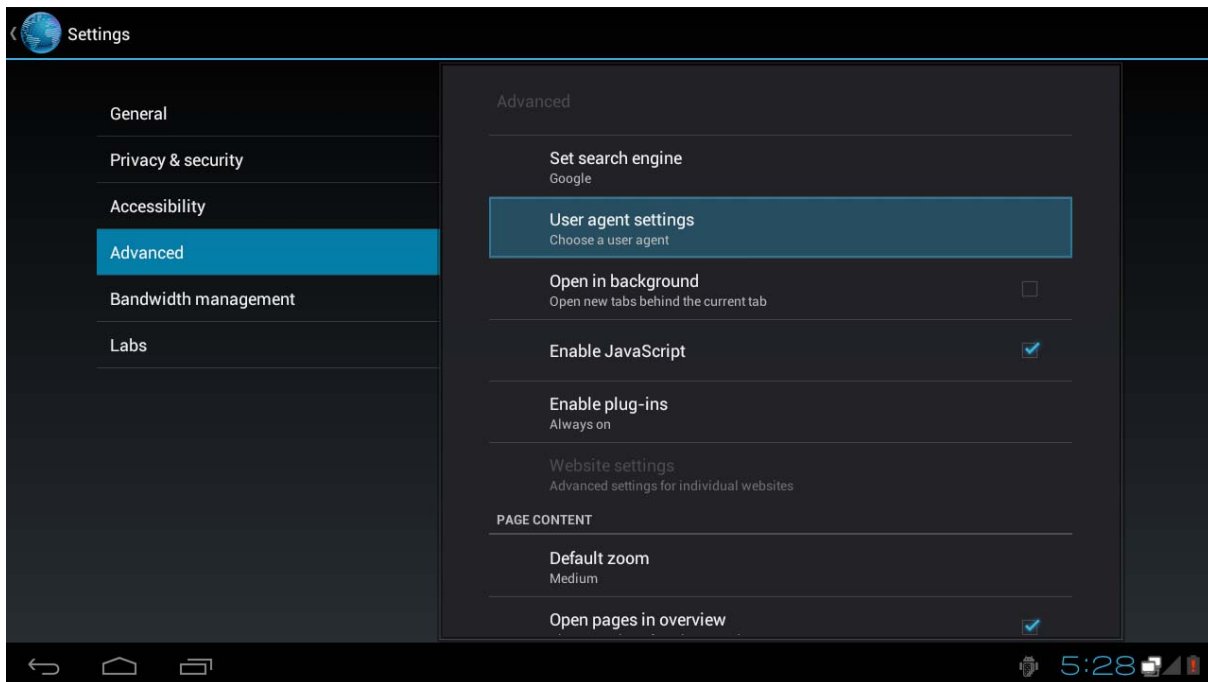 Settings
General
Privacy & security
Accessibility
Advanced
Bandwidth management
Labs
Advanced
Set search engine
Google
User agent settings
Choose a user agent
Open in background
Open new tabs behind the current tab
Enable JavaScript
Enable plug-ins
Always on
Website settings
Advanced settings for individual websites
PAGE CONTENT
Default zoom
Medium
Open pages in overview
5:28